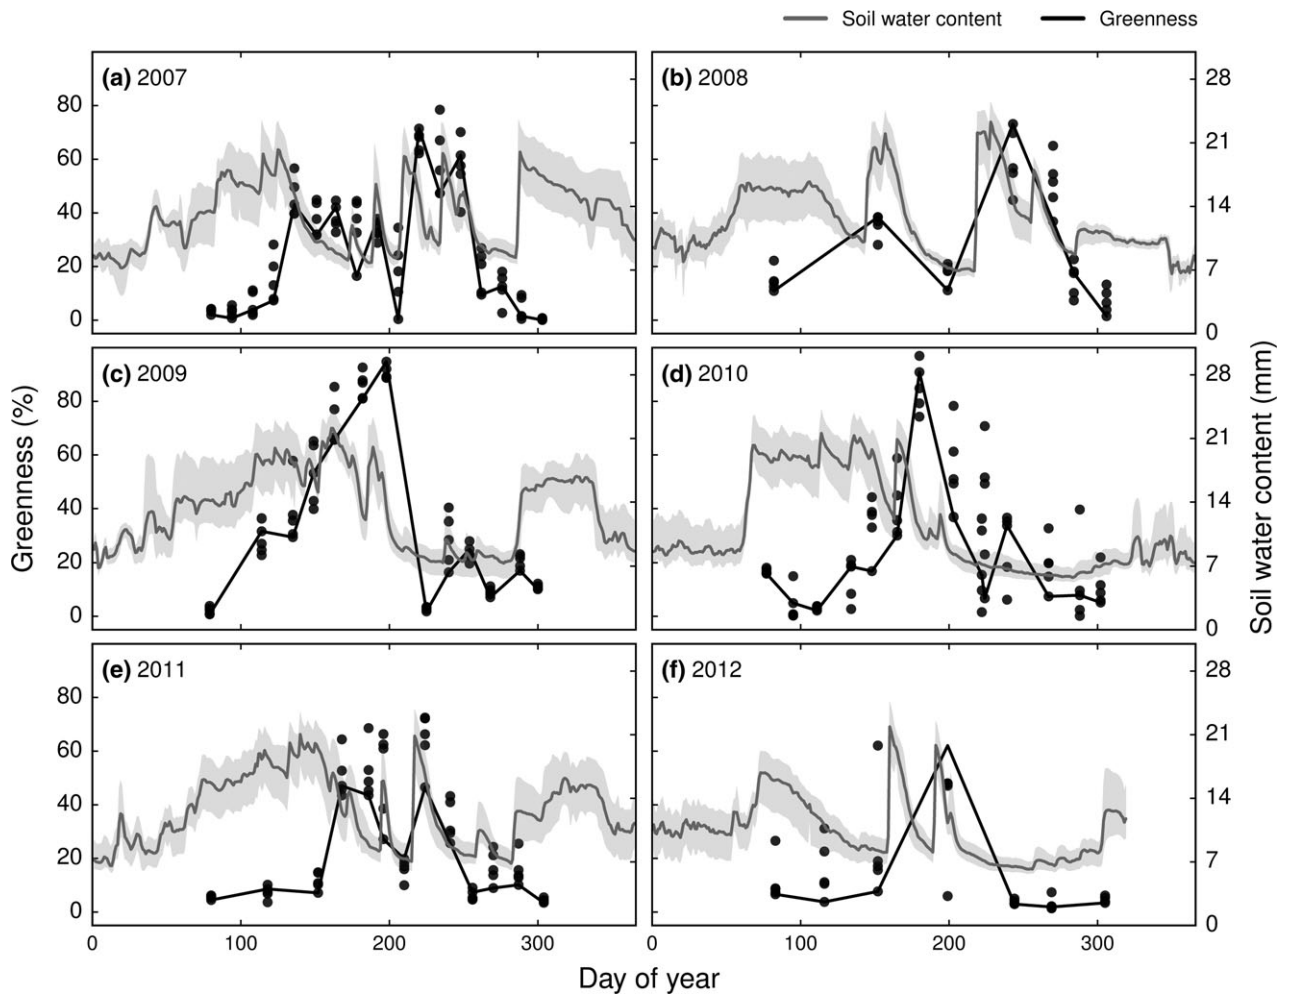 Soil water content Greenness
(a) 2007 (b) 2008
80 60 40 20 0
28 21 14 7 0
(c) 2009 (d) 2010
80 60 40 20 0
28 21 14 7 0
Greenness (%)
Soil water content (mm)
(e) 2011 (f) 2012
80 60 40 20 0
28 21 14 7 0
0 100 200 300 0 100 200 300
Day of year